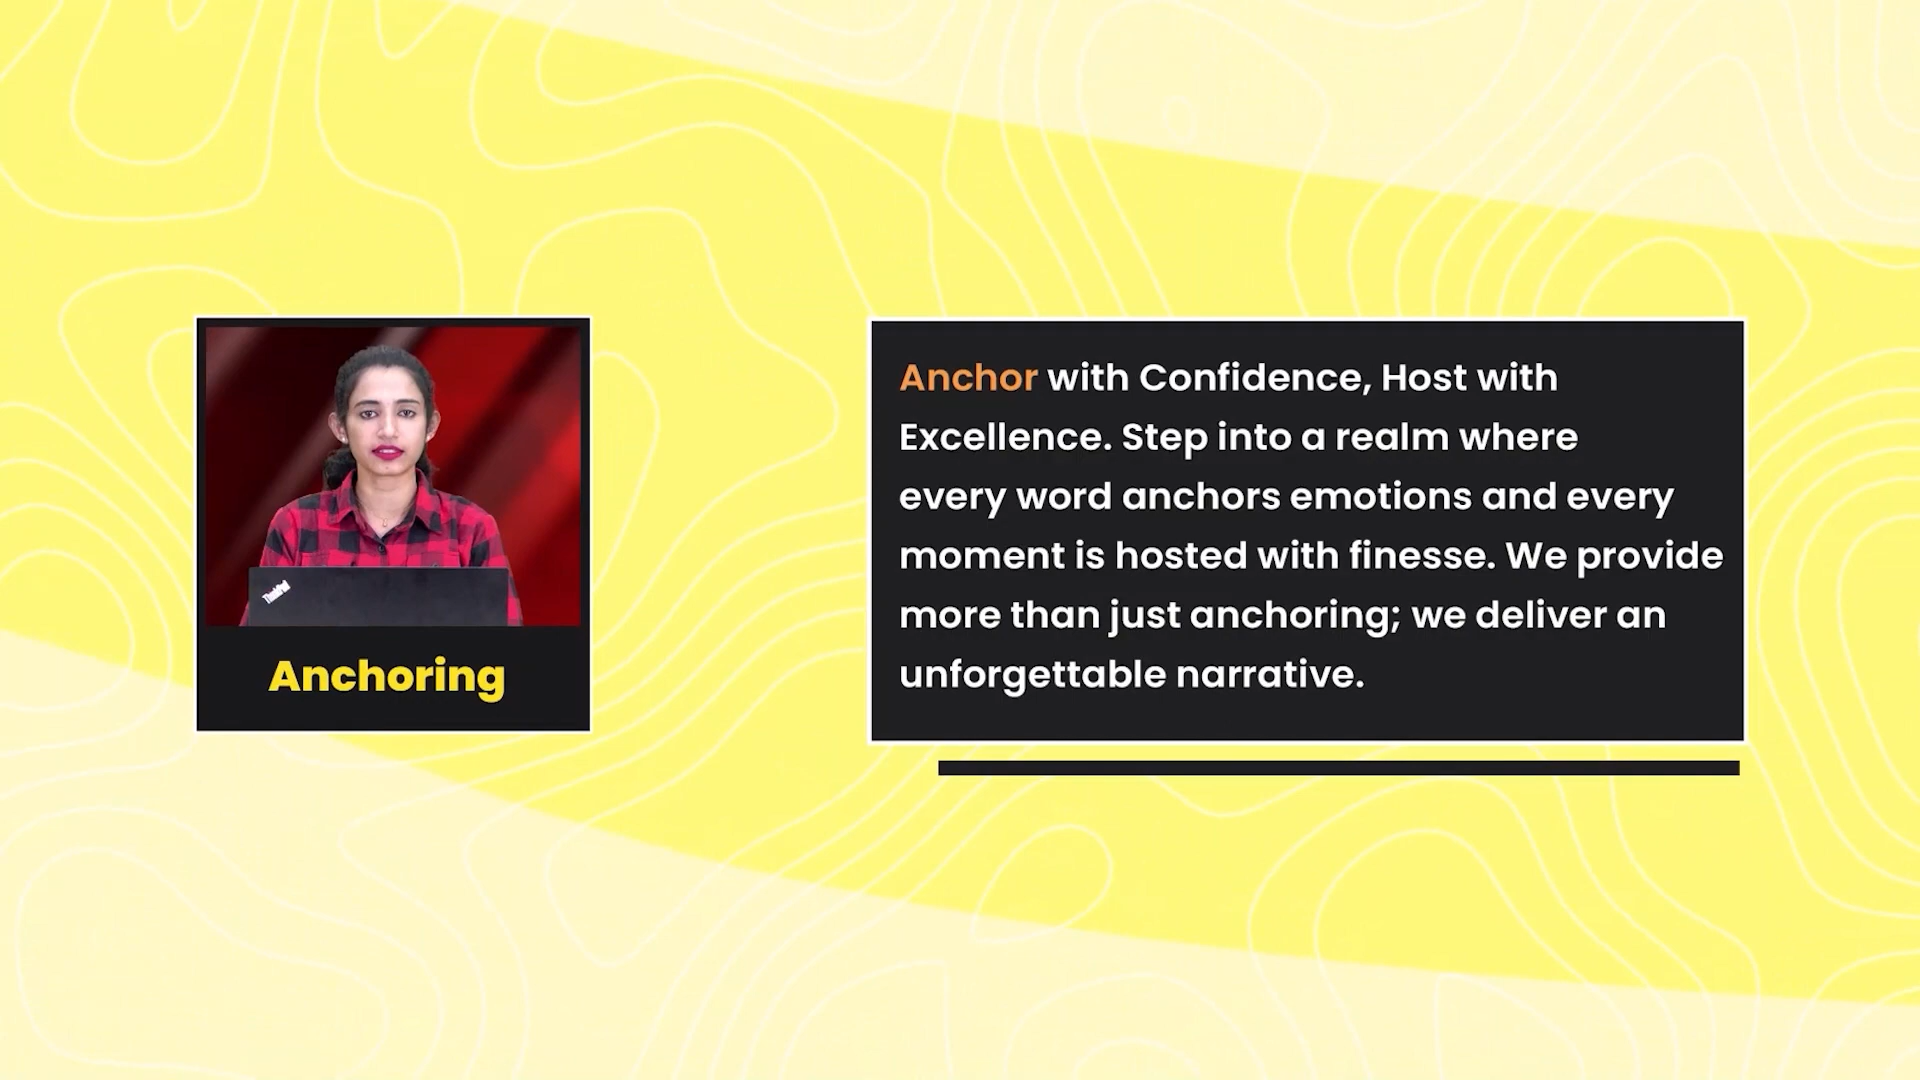 ThinkPad
Anchoring
Anchor with Confidence, Host with
Excellence. Step into a realm where
every word anchors emotions and every
moment is hosted with finesse. We provide
more than just anchoring; we deliver an
unforgettable narrative.